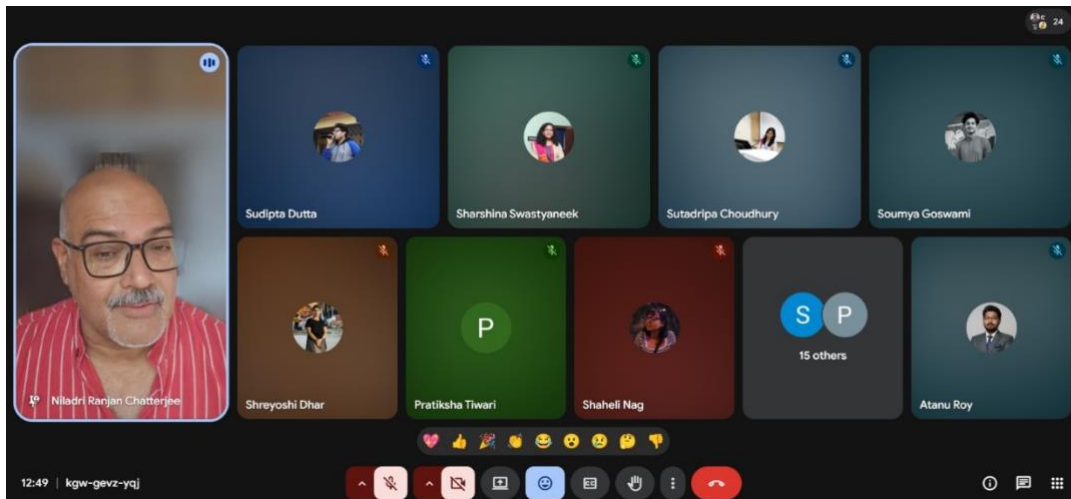 24
Sudipta Dutta
Sharshina Swastyaneek
Sutadripa Choudhury
Soumya Goswami
Niladri Ranjan Chatterjee
Shreyoshi Dhar
P
Pratiksha Tiwari
Shaheli Nag
S P
15 others
Atanu Roy
12:49 | kgw-gevz-yqj
CC